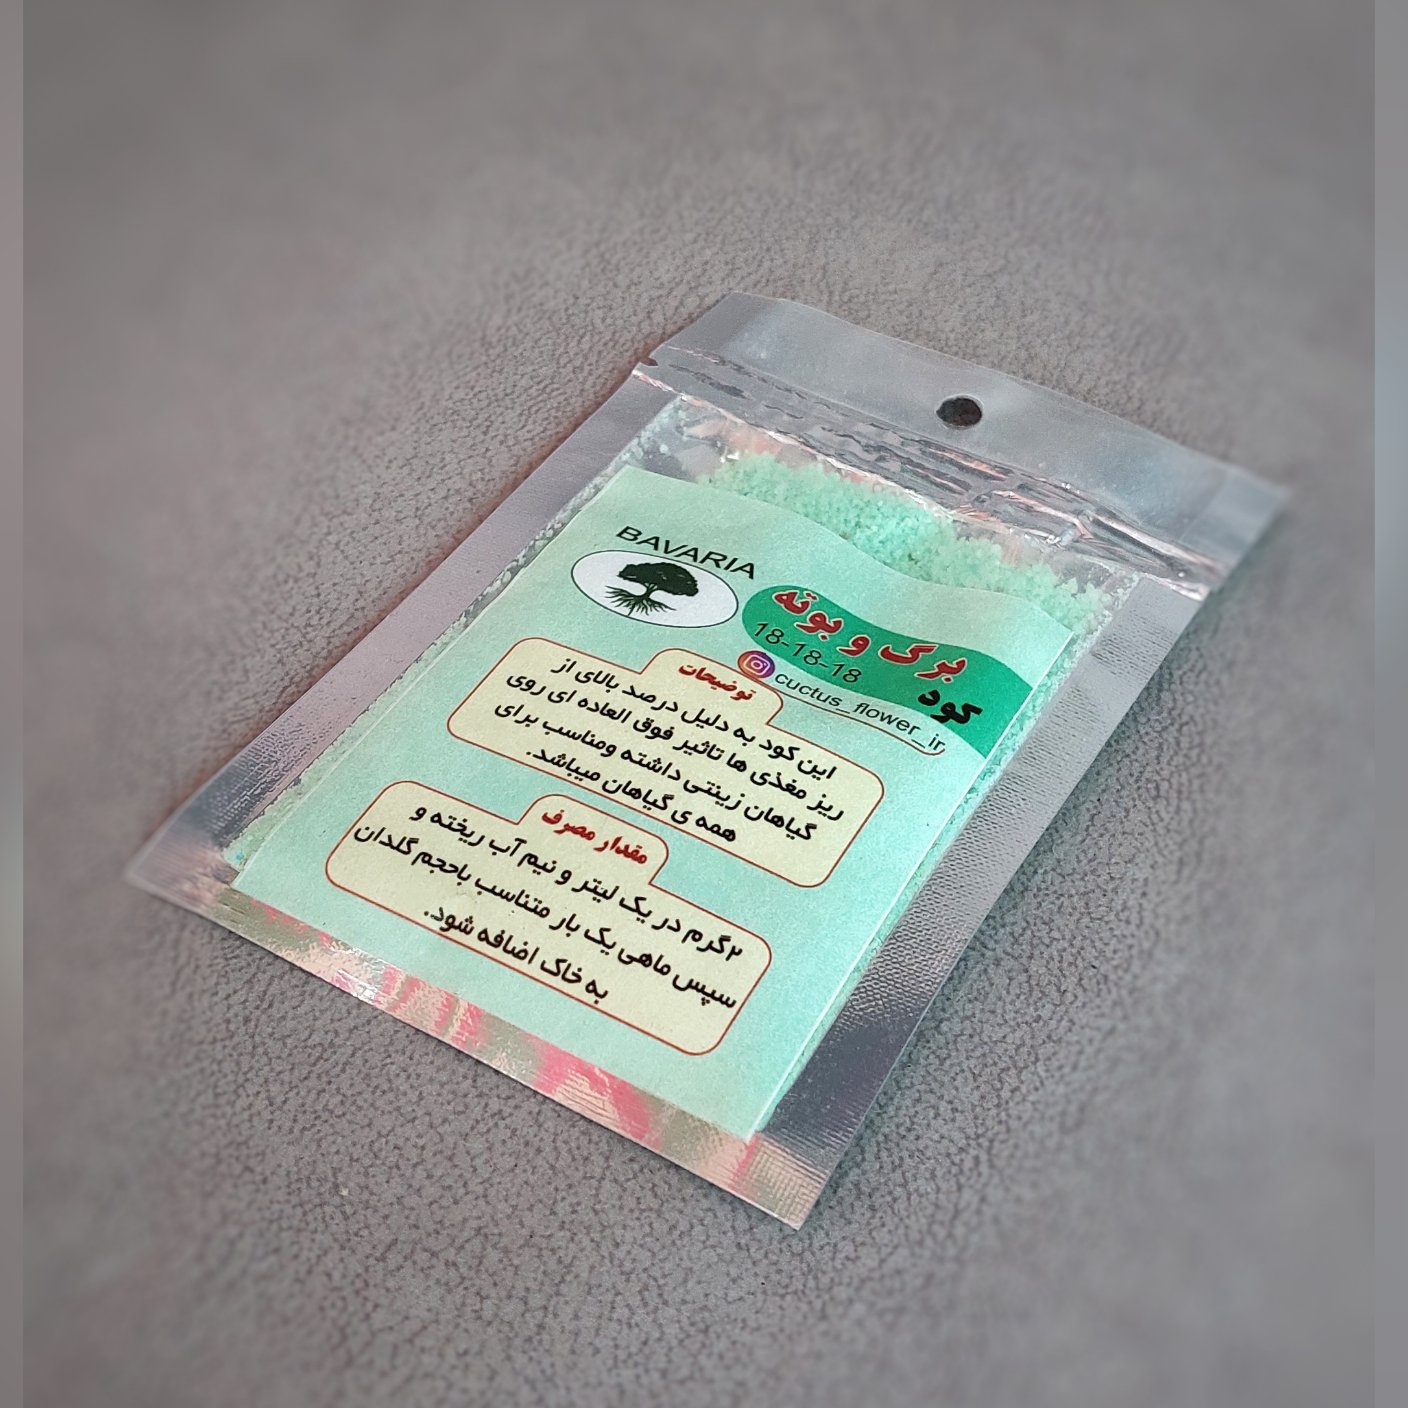 BAVARIA
کود برگ و بوته
18-18-18
cuctus_flower_ir
توضیحات
این کود به دلیل درصد بالای از
ریز مغذی ها تاثیر فوق العاده ای روی
گیاهان زینتی داشته ومناسب برای
همه ی گیاهان میباشد.
مقدار مصرف
۲گرم در یک لیتر و نیم آب ریخته و
سپس ماهی یک بار متناسب باحجم گلدان
به خاک اضافه شود.